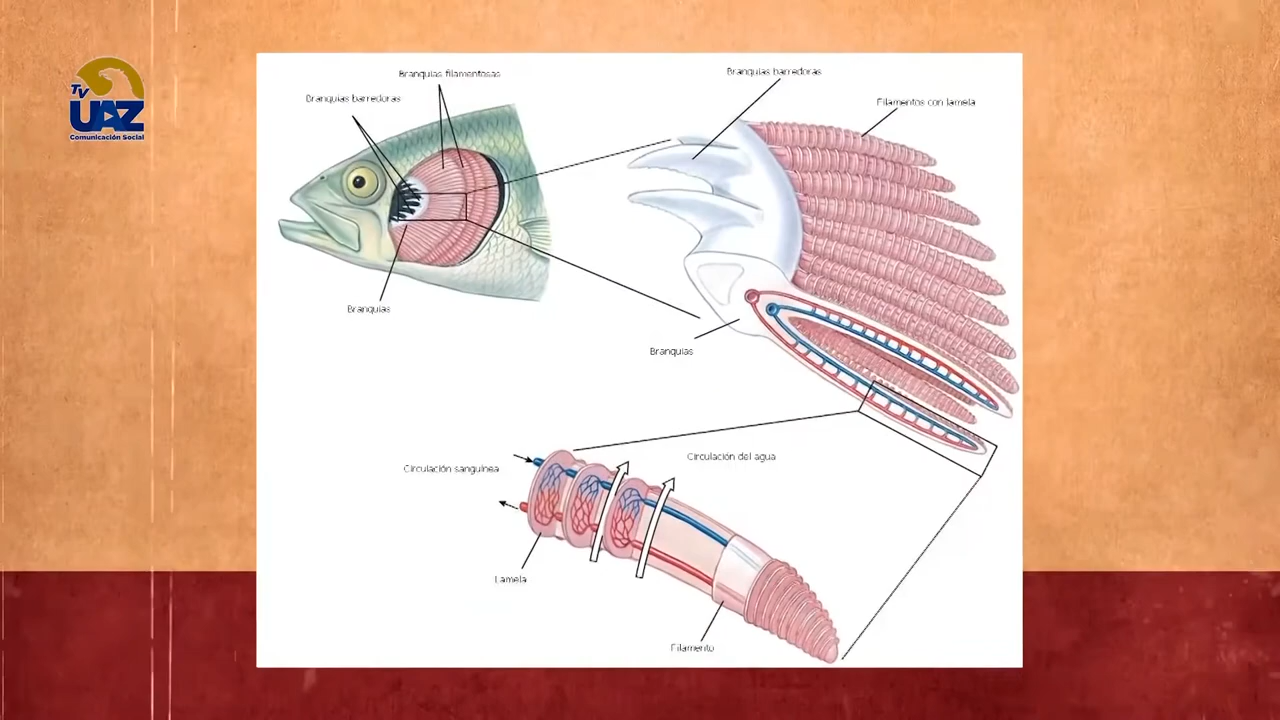 TV
UAZ
Comunicación Social
Branquias filamentosas
Branquias barredoras
Branquias barredoras
Filamentos con lamela
Branquias
Branquias
Circulación sanguínea
Circulación del agua
Lamela
Filamento